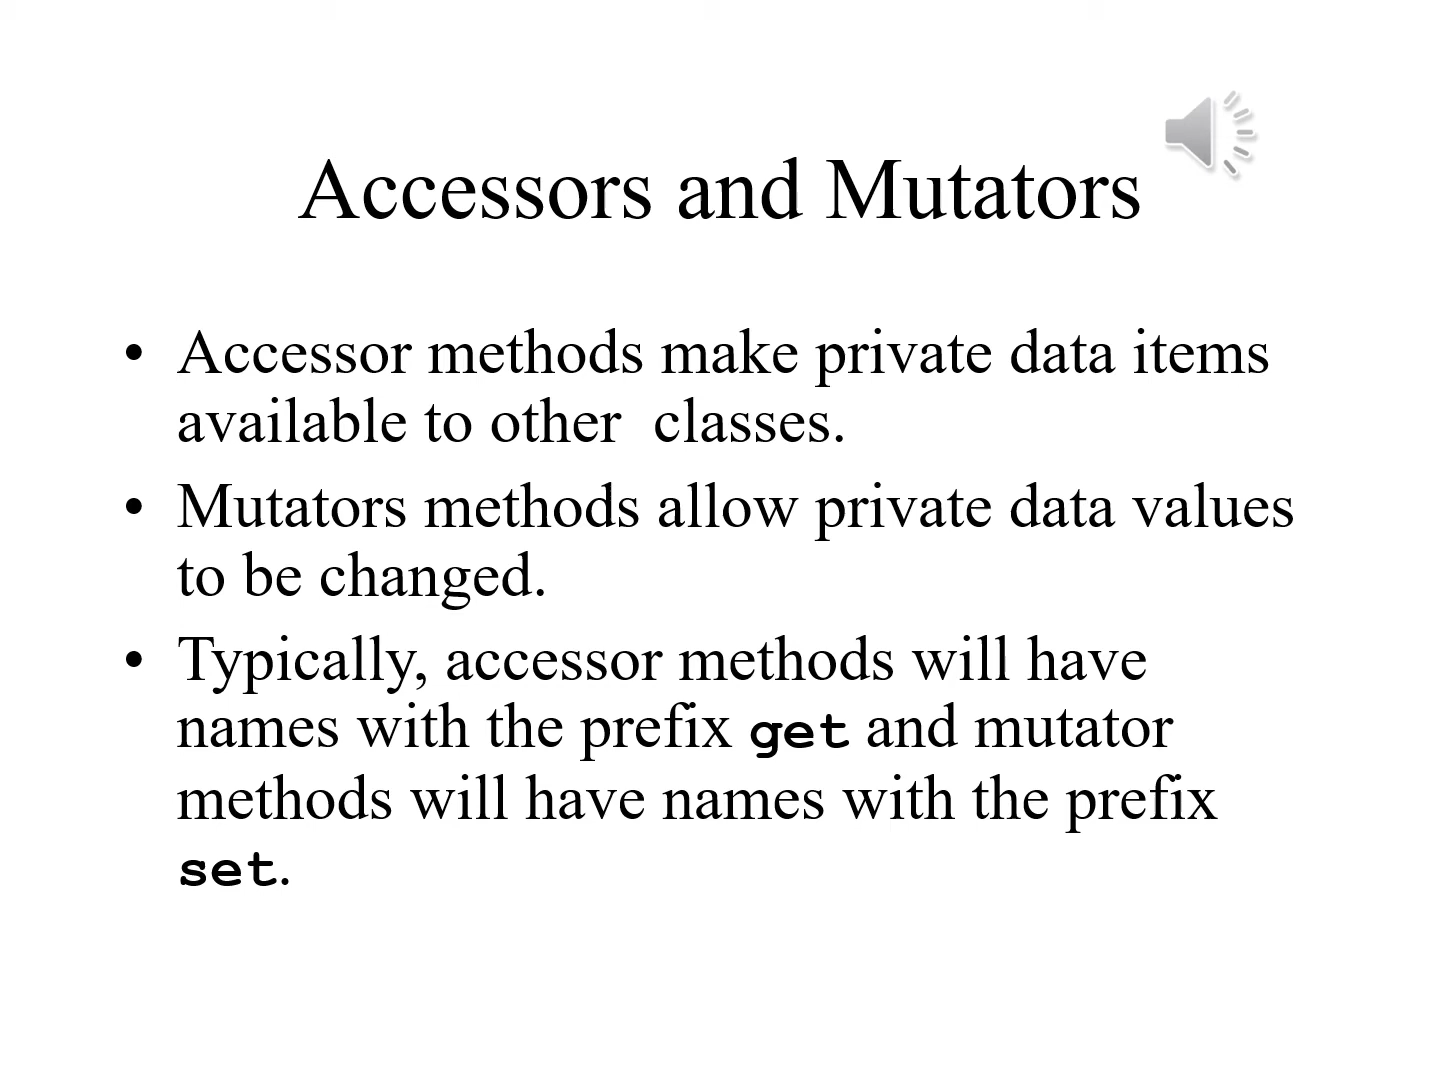 Accessors and Mutators
• Accessor methods make private data items
available to other  classes.
• Mutators methods allow private data values
to be changed.
• Typically, accessor methods will have
names with the prefix get and mutator
methods will have names with the prefix
set.